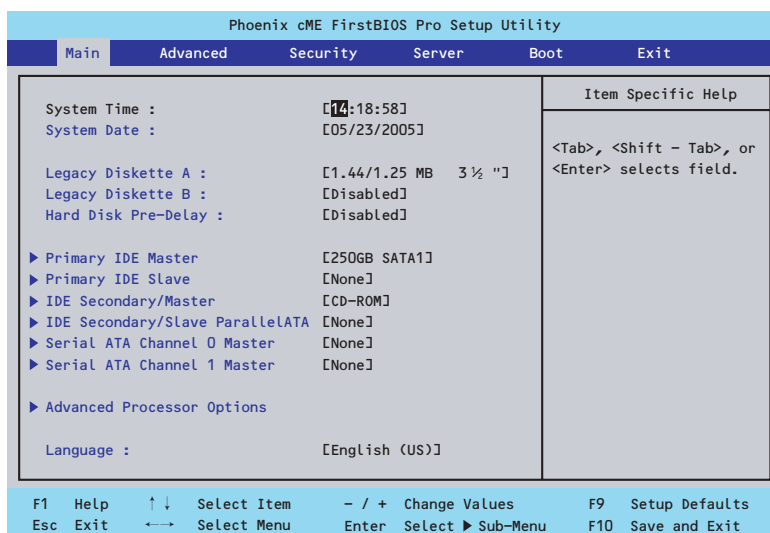 Phoenix cME FirstBIOS Pro Setup Utility
Main Advanced Security Server Boot Exit
System Time : [14:18:58]
System Date : [05/23/2005]
Legacy Diskette A : [1.44/1.25 MB 3 ½ "]
Legacy Diskette B : [Disabled]
Hard Disk Pre-Delay : [Disabled]
▶ Primary IDE Master [250GB SATA1]
▶ Primary IDE Slave [None]
▶ IDE Secondary/Master [CD-ROM]
▶ IDE Secondary/Slave ParallelATA [None]
▶ Serial ATA Channel 0 Master [None]
▶ Serial ATA Channel 1 Master [None]
▶ Advanced Processor Options
Language : [English (US)]
Item Specific Help
<Tab>, <Shift - Tab>, or
<Enter> selects field.
F1 Help ↑↓ Select Item - / + Change Values F9 Setup Defaults
Esc Exit ←→ Select Menu Enter Select ▶ Sub-Menu F10 Save and Exit